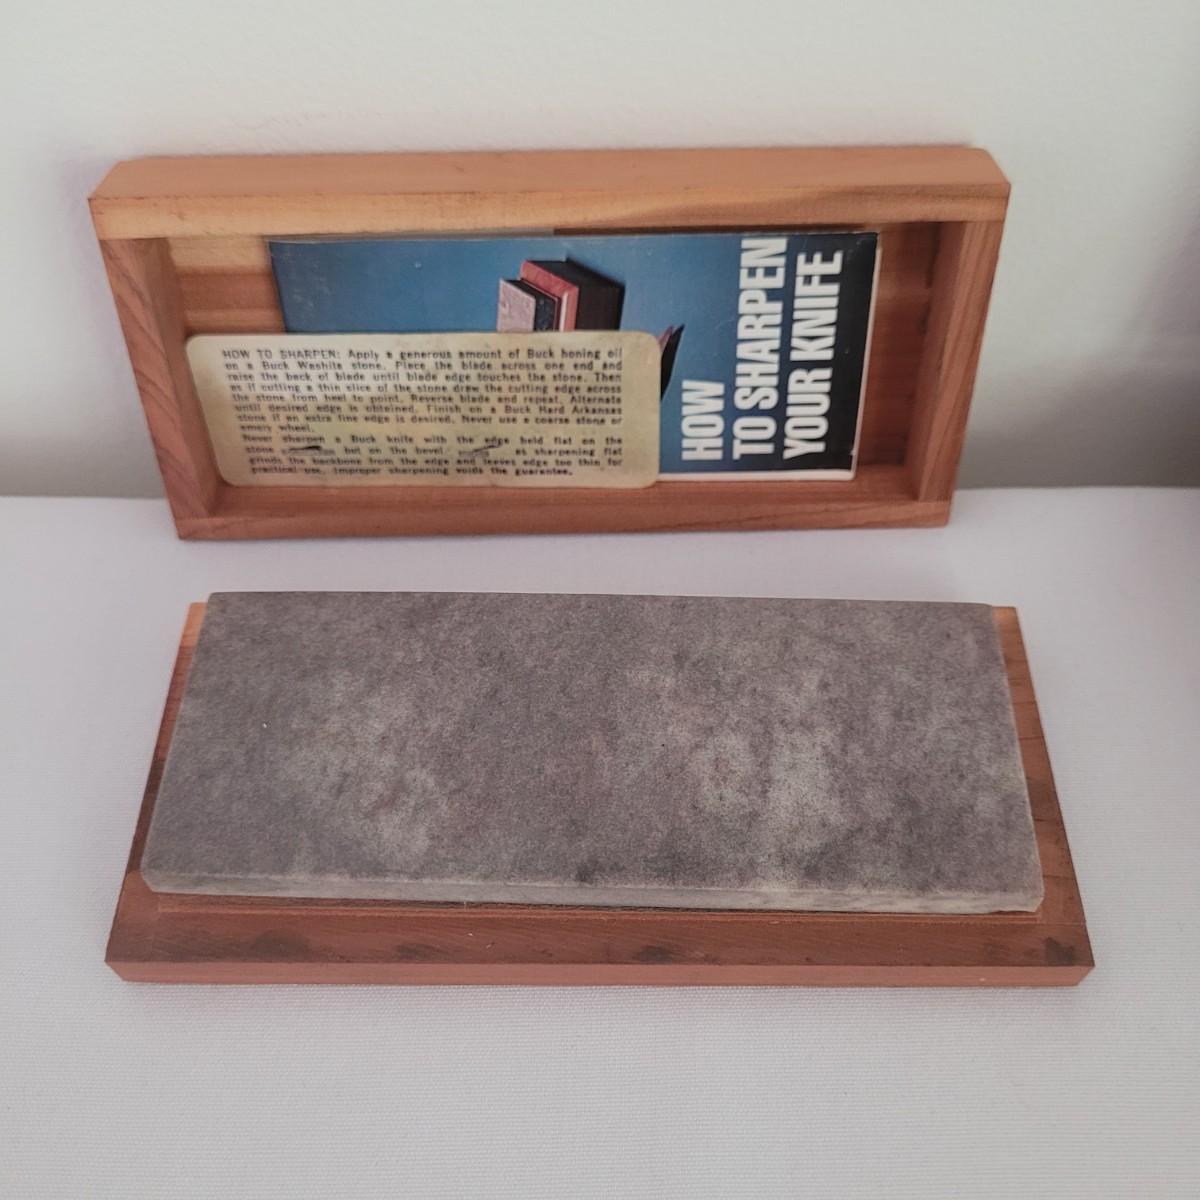 HOW
TO SHARPEN
YOUR KNIFE
HOW TO SHARPEN: Apply a generous amount of Buck honing oil
on a Buck Washita stone. Place the blade across one end and
raise the back of blade until blade edge touches the stone. Then
as if cutting a thin slice of the stone draw the cutting edge across
the stone from heel to point. Reverse blade and repeat. Alternate
until desired edge is obtained. Finish on a Buck Hard Arkansas
stone if an extra fine edge is desired. Never use a coarse stone or
emery wheel.
Never sharpen a Buck knife with the edge held flat on the
stone but on the bevel as sharpening flat
grinds the backbone from the edge and leaves edge too thin for
practical use. Improper sharpening voids the guarantee.